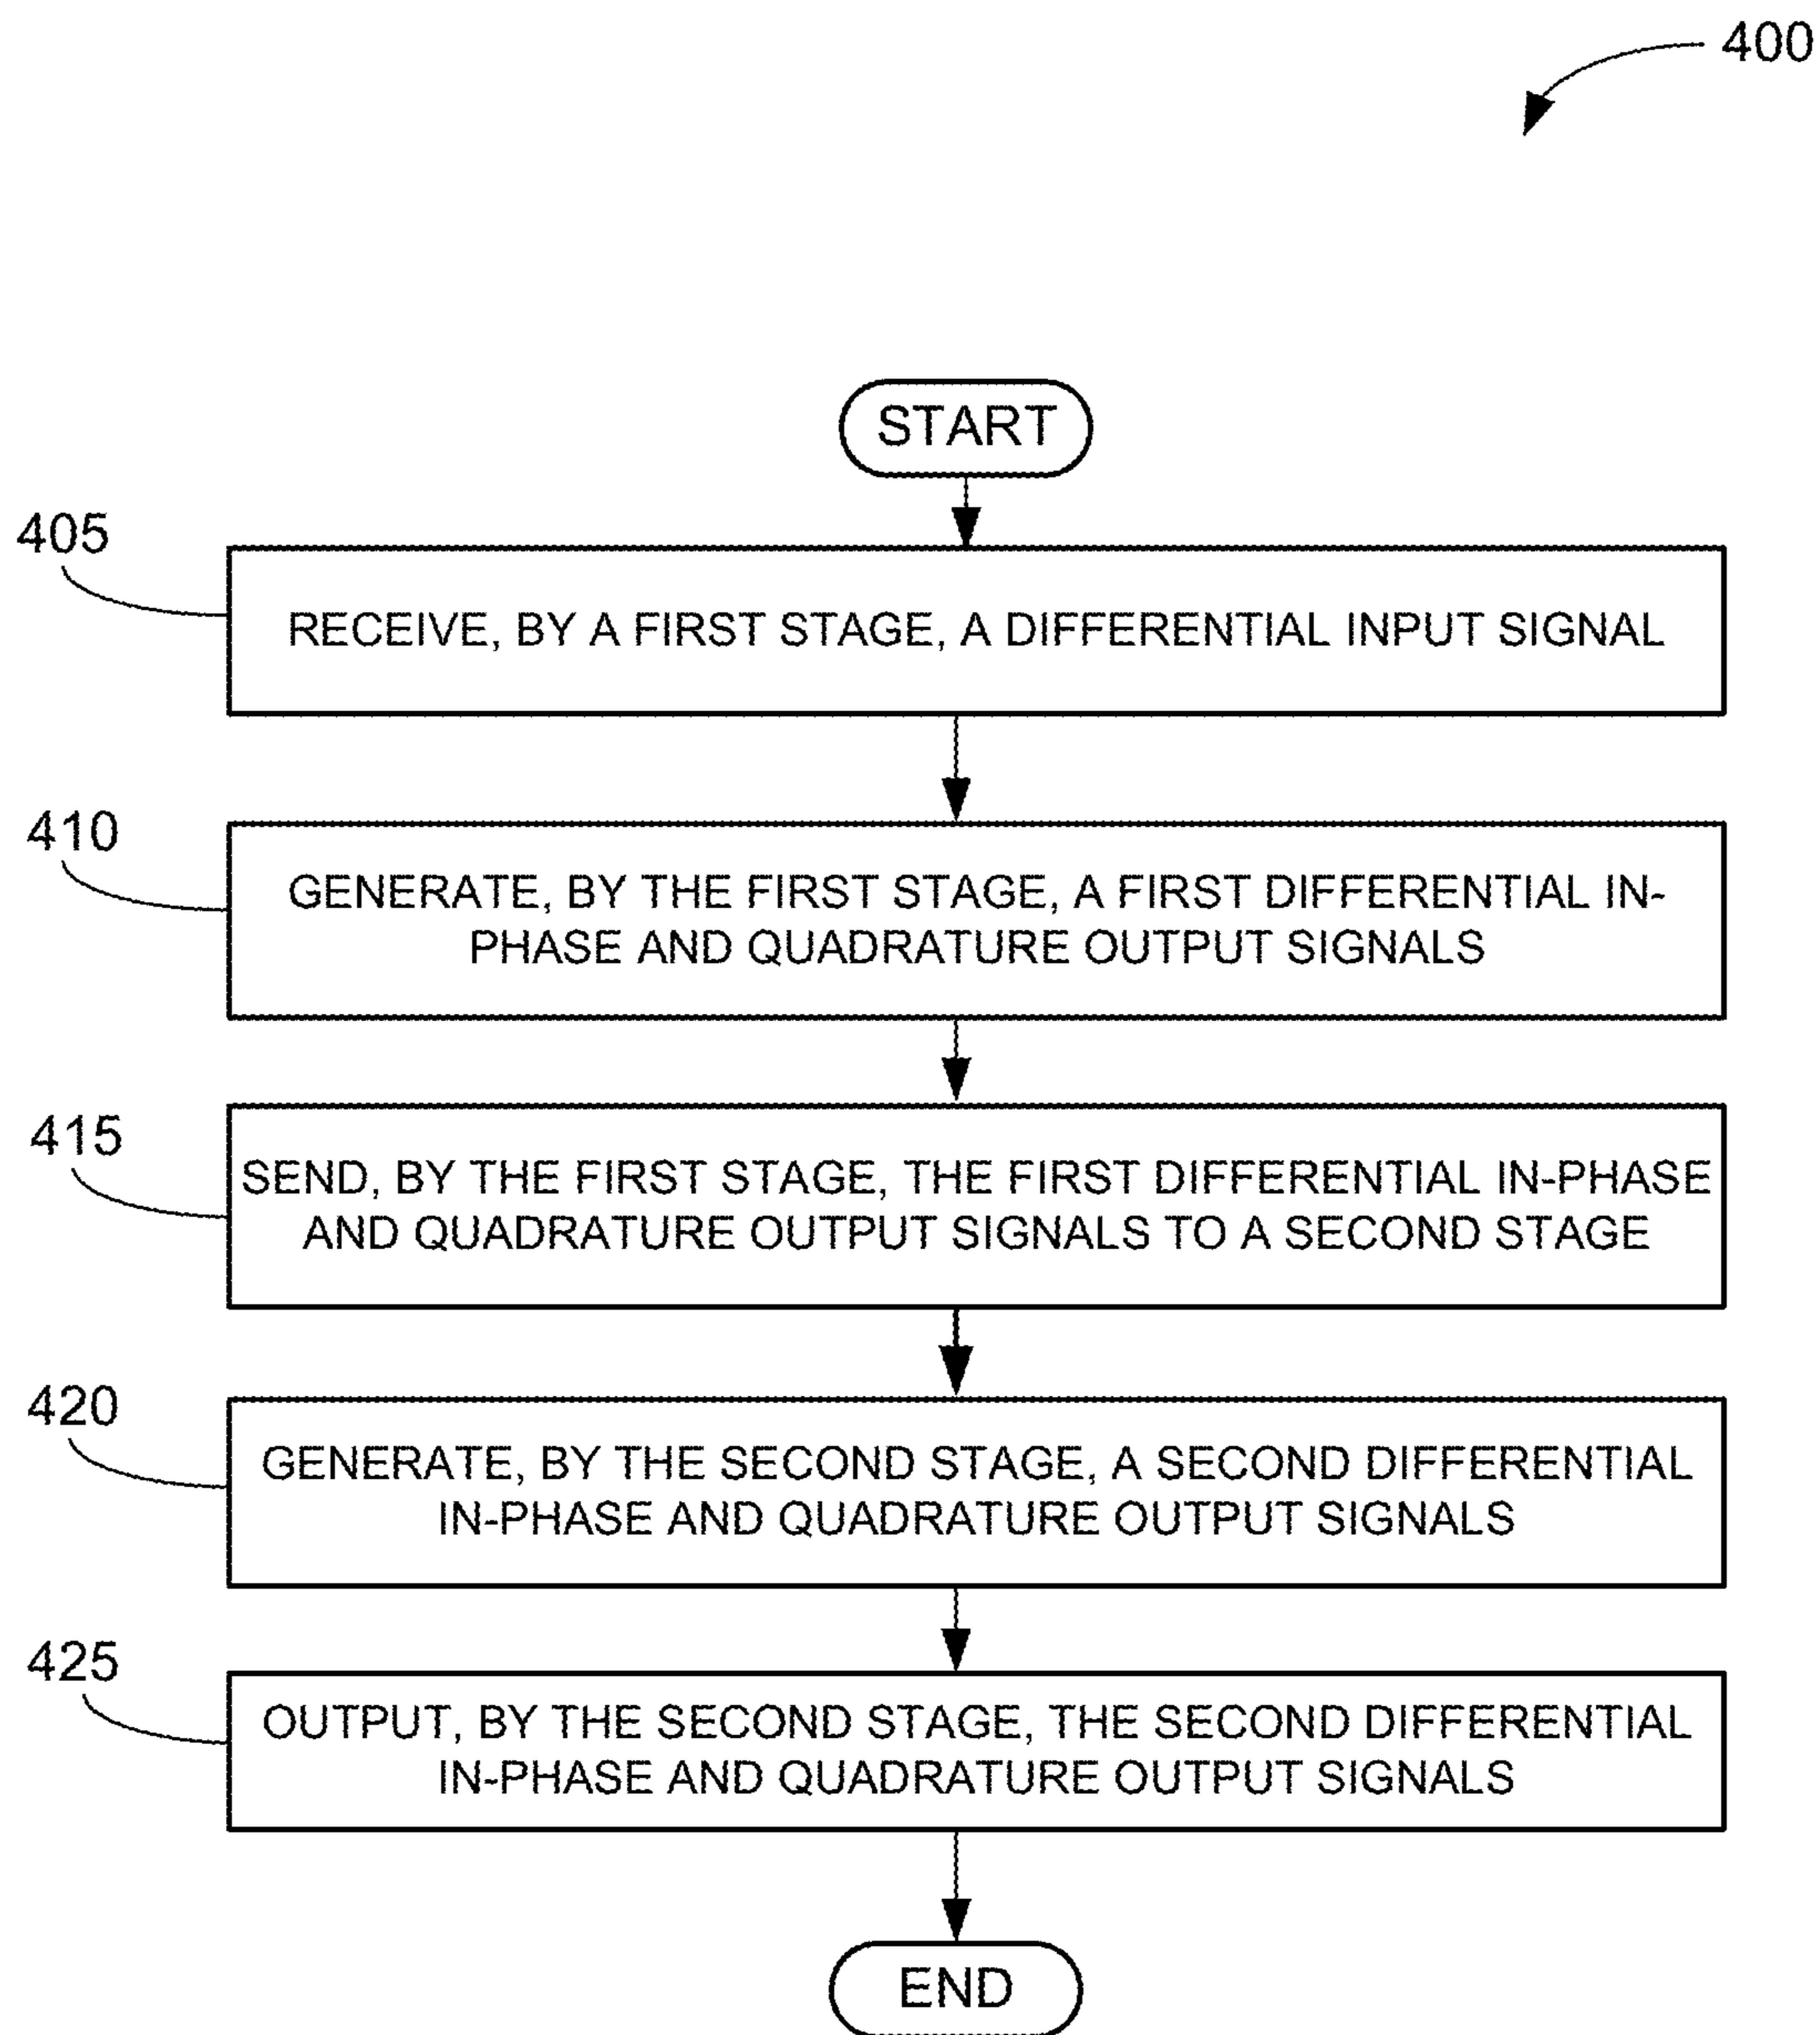 400
START
405
RECEIVE, BY A FIRST STAGE, A DIFFERENTIAL INPUT SIGNAL
410
GENERATE, BY THE FIRST STAGE, A FIRST DIFFERENTIAL IN-
PHASE AND QUADRATURE OUTPUT SIGNALS
415
SEND, BY THE FIRST STAGE, THE FIRST DIFFERENTIAL IN-PHASE
AND QUADRATURE OUTPUT SIGNALS TO A SECOND STAGE
420
GENERATE, BY THE SECOND STAGE, A SECOND DIFFERENTIAL
IN-PHASE AND QUADRATURE OUTPUT SIGNALS
425
OUTPUT, BY THE SECOND STAGE, THE SECOND DIFFERENTIAL
IN-PHASE AND QUADRATURE OUTPUT SIGNALS
END